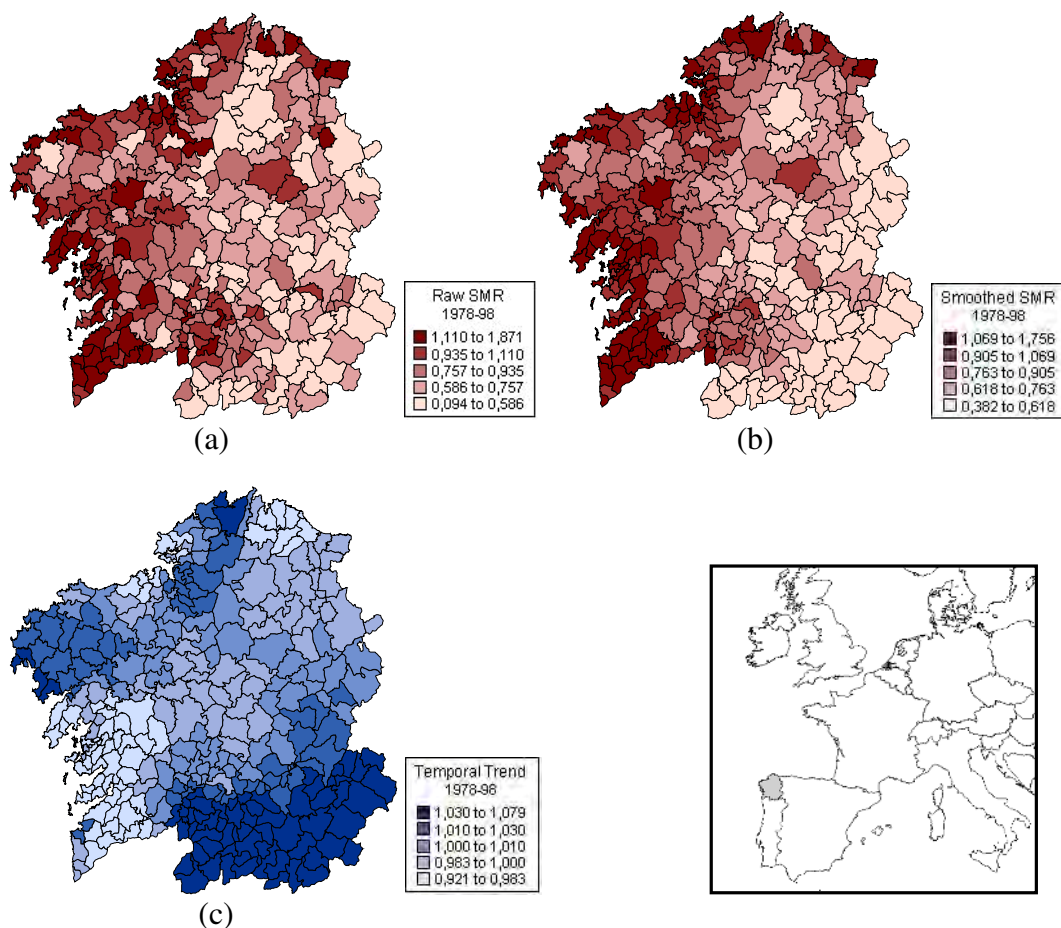 Raw SMR
1978-98
1,110 to 1,871
0,935 to 1,110
0,757 to 0,935
0,586 to 0,757
0,094 to 0,586
(a)
Smoothed SMR
1078-98
1,069 to 1,756
0,905 to 1,069
0,763 to 0,905
0,618 to 0,763
0,382 to 0,618
(b)
Temporal Trend
1978-98
1,030 to 1,079
1,010 to 1,030
1,000 to 1,010
0,983 to 1,000
0,921 to 0,983
(c)